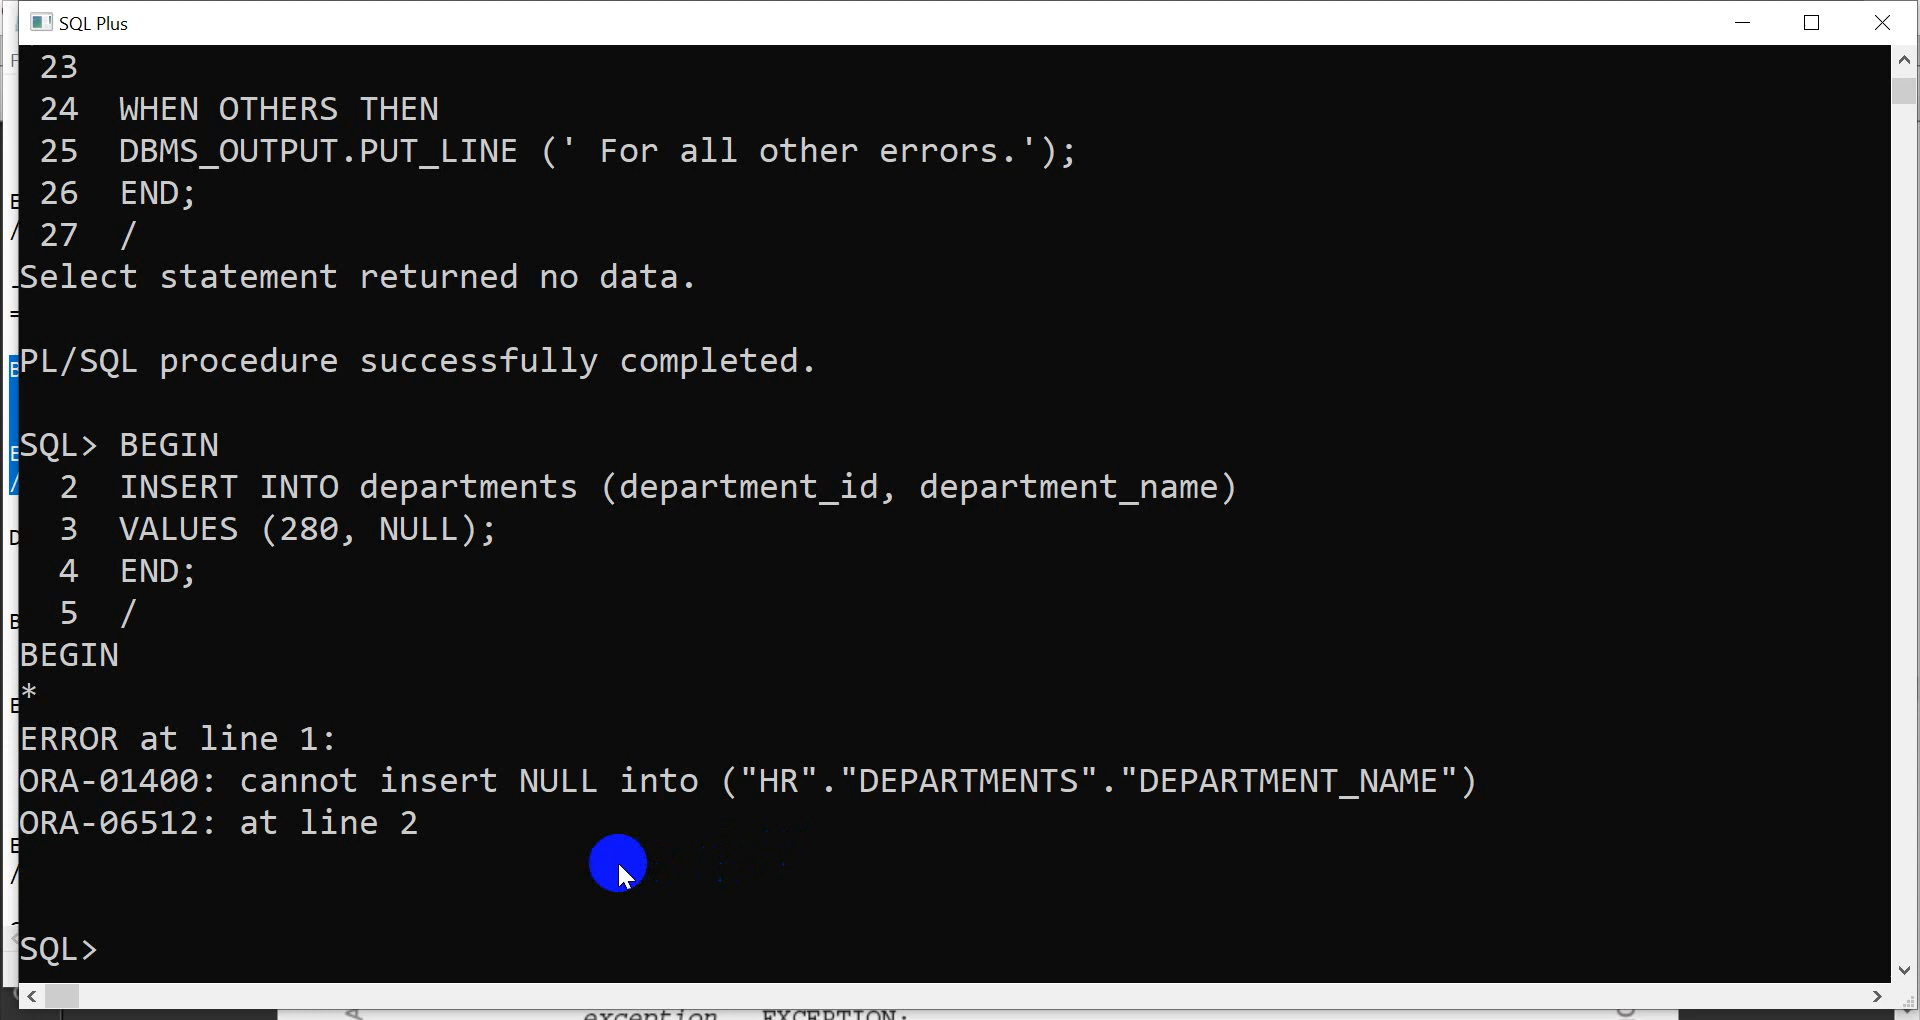 SQL Plus
23
24 WHEN OTHERS THEN
25 DBMS_OUTPUT.PUT_LINE (' For all other errors.');
26 END;
27 /
Select statement returned no data.
PL/SQL procedure successfully completed.
SQL> BEGIN
2 INSERT INTO departments (department_id, department_name)
3 VALUES (280, NULL);
4 END;
5 /
BEGIN
*
ERROR at line 1:
ORA-01400: cannot insert NULL into ("HR"."DEPARTMENTS"."DEPARTMENT_NAME")
ORA-06512: at line 2
SQL>
exception EXCEPTION;